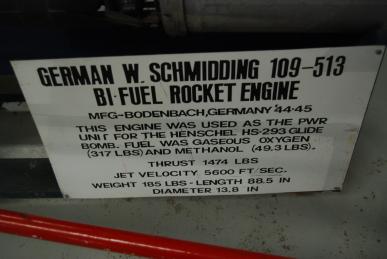 GERMAN W. SCHMIDDING 109-513
BI-FUEL ROCKET ENGINE
MFG-BODENBACH, GERMANY '44-45
THIS ENGINE WAS USED AS THE PWR
UNIT FOR THE HENSCHEL HS-293 GLIDE
BOMB. FUEL WAS GASEOUS OXYGEN
(317 LBS) AND METHANOL (49.3 LBS).
THRUST 1474 LBS
JET VELOCITY 5600 FT/SEC.
WEIGHT 185 LBS - LENGTH 88.5 IN
DIAMETER 13.8 IN